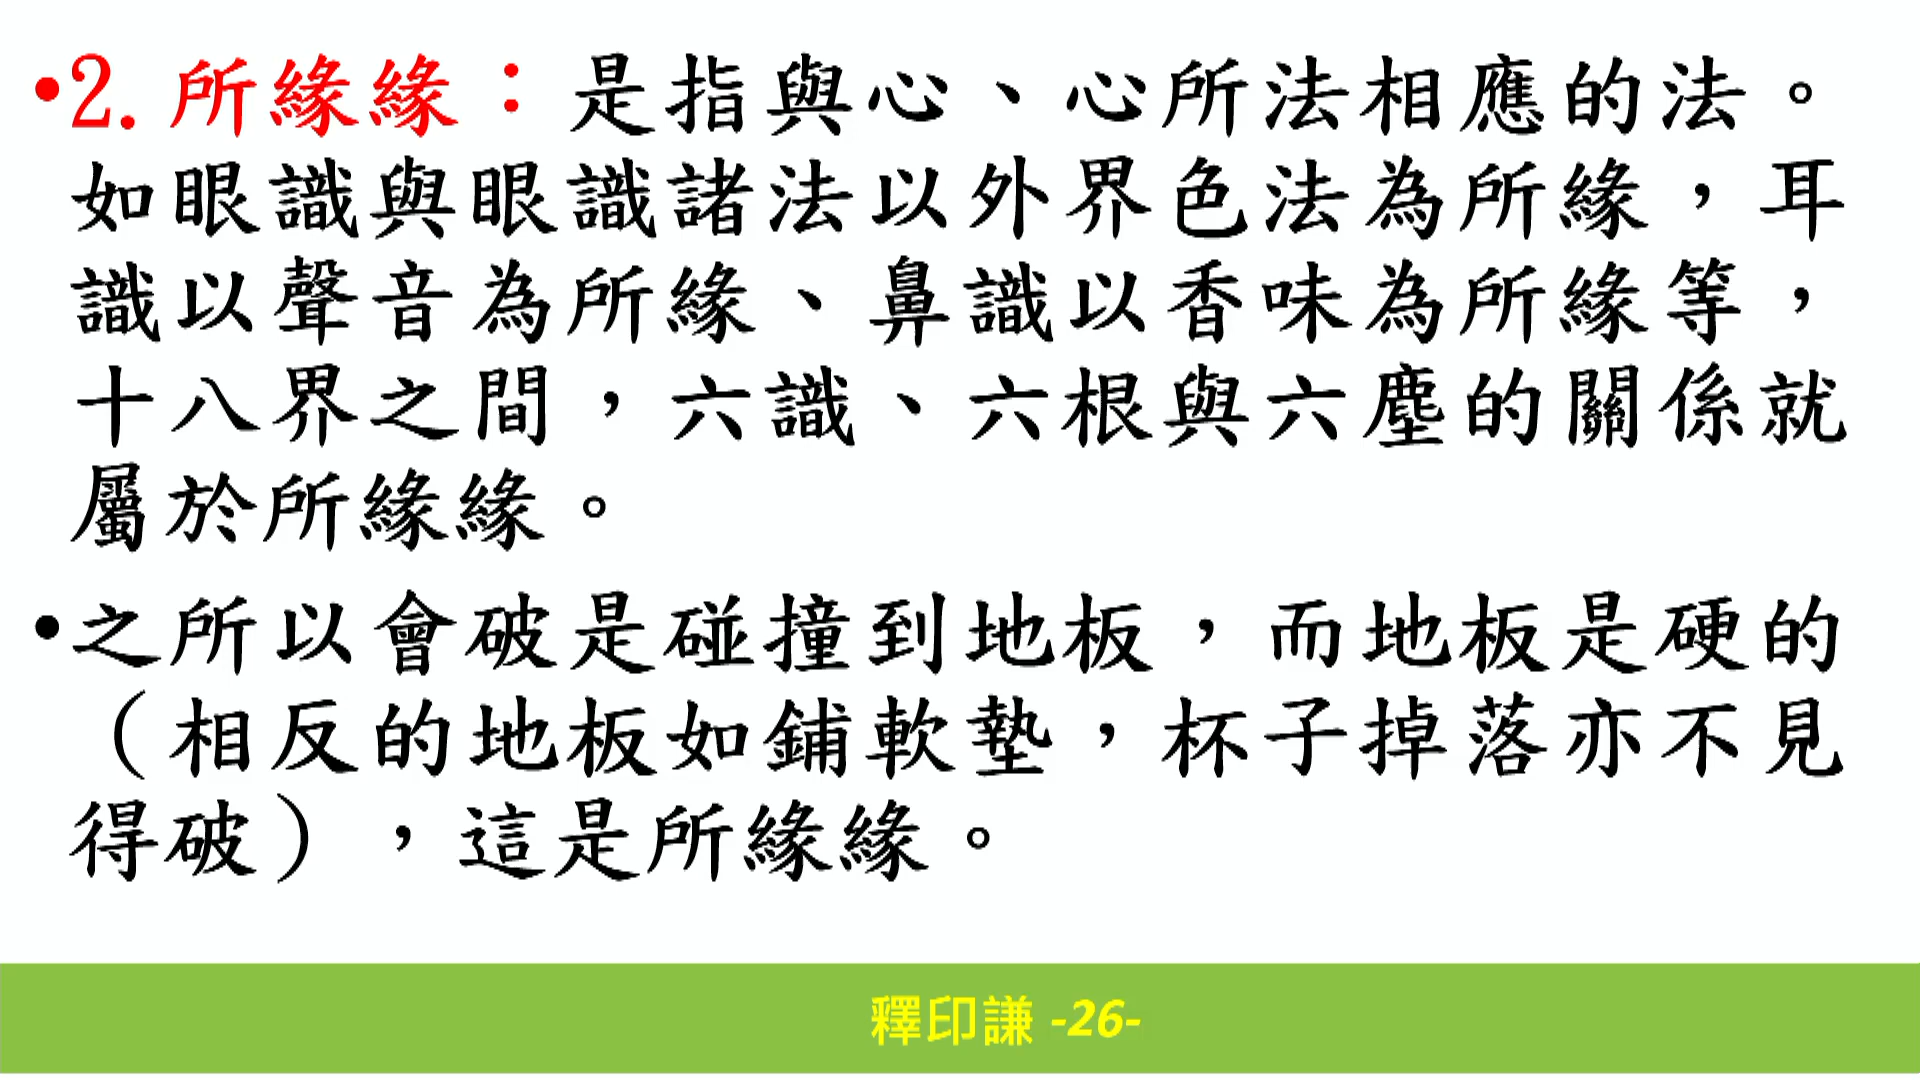 •2.所緣緣：是指與心、心所法相應的法。
如眼識與眼識諸法以外界色法為所緣，耳
識以聲音為所緣、鼻識以香味為所緣等，
十八界之間，六識、六根與六塵的關係就
屬於所緣緣。
•之所以會破是碰撞到地板，而地板是硬的
（相反的地板如鋪軟墊，杯子掉落亦不見
得破），這是所緣緣。
釋印謙 -26-